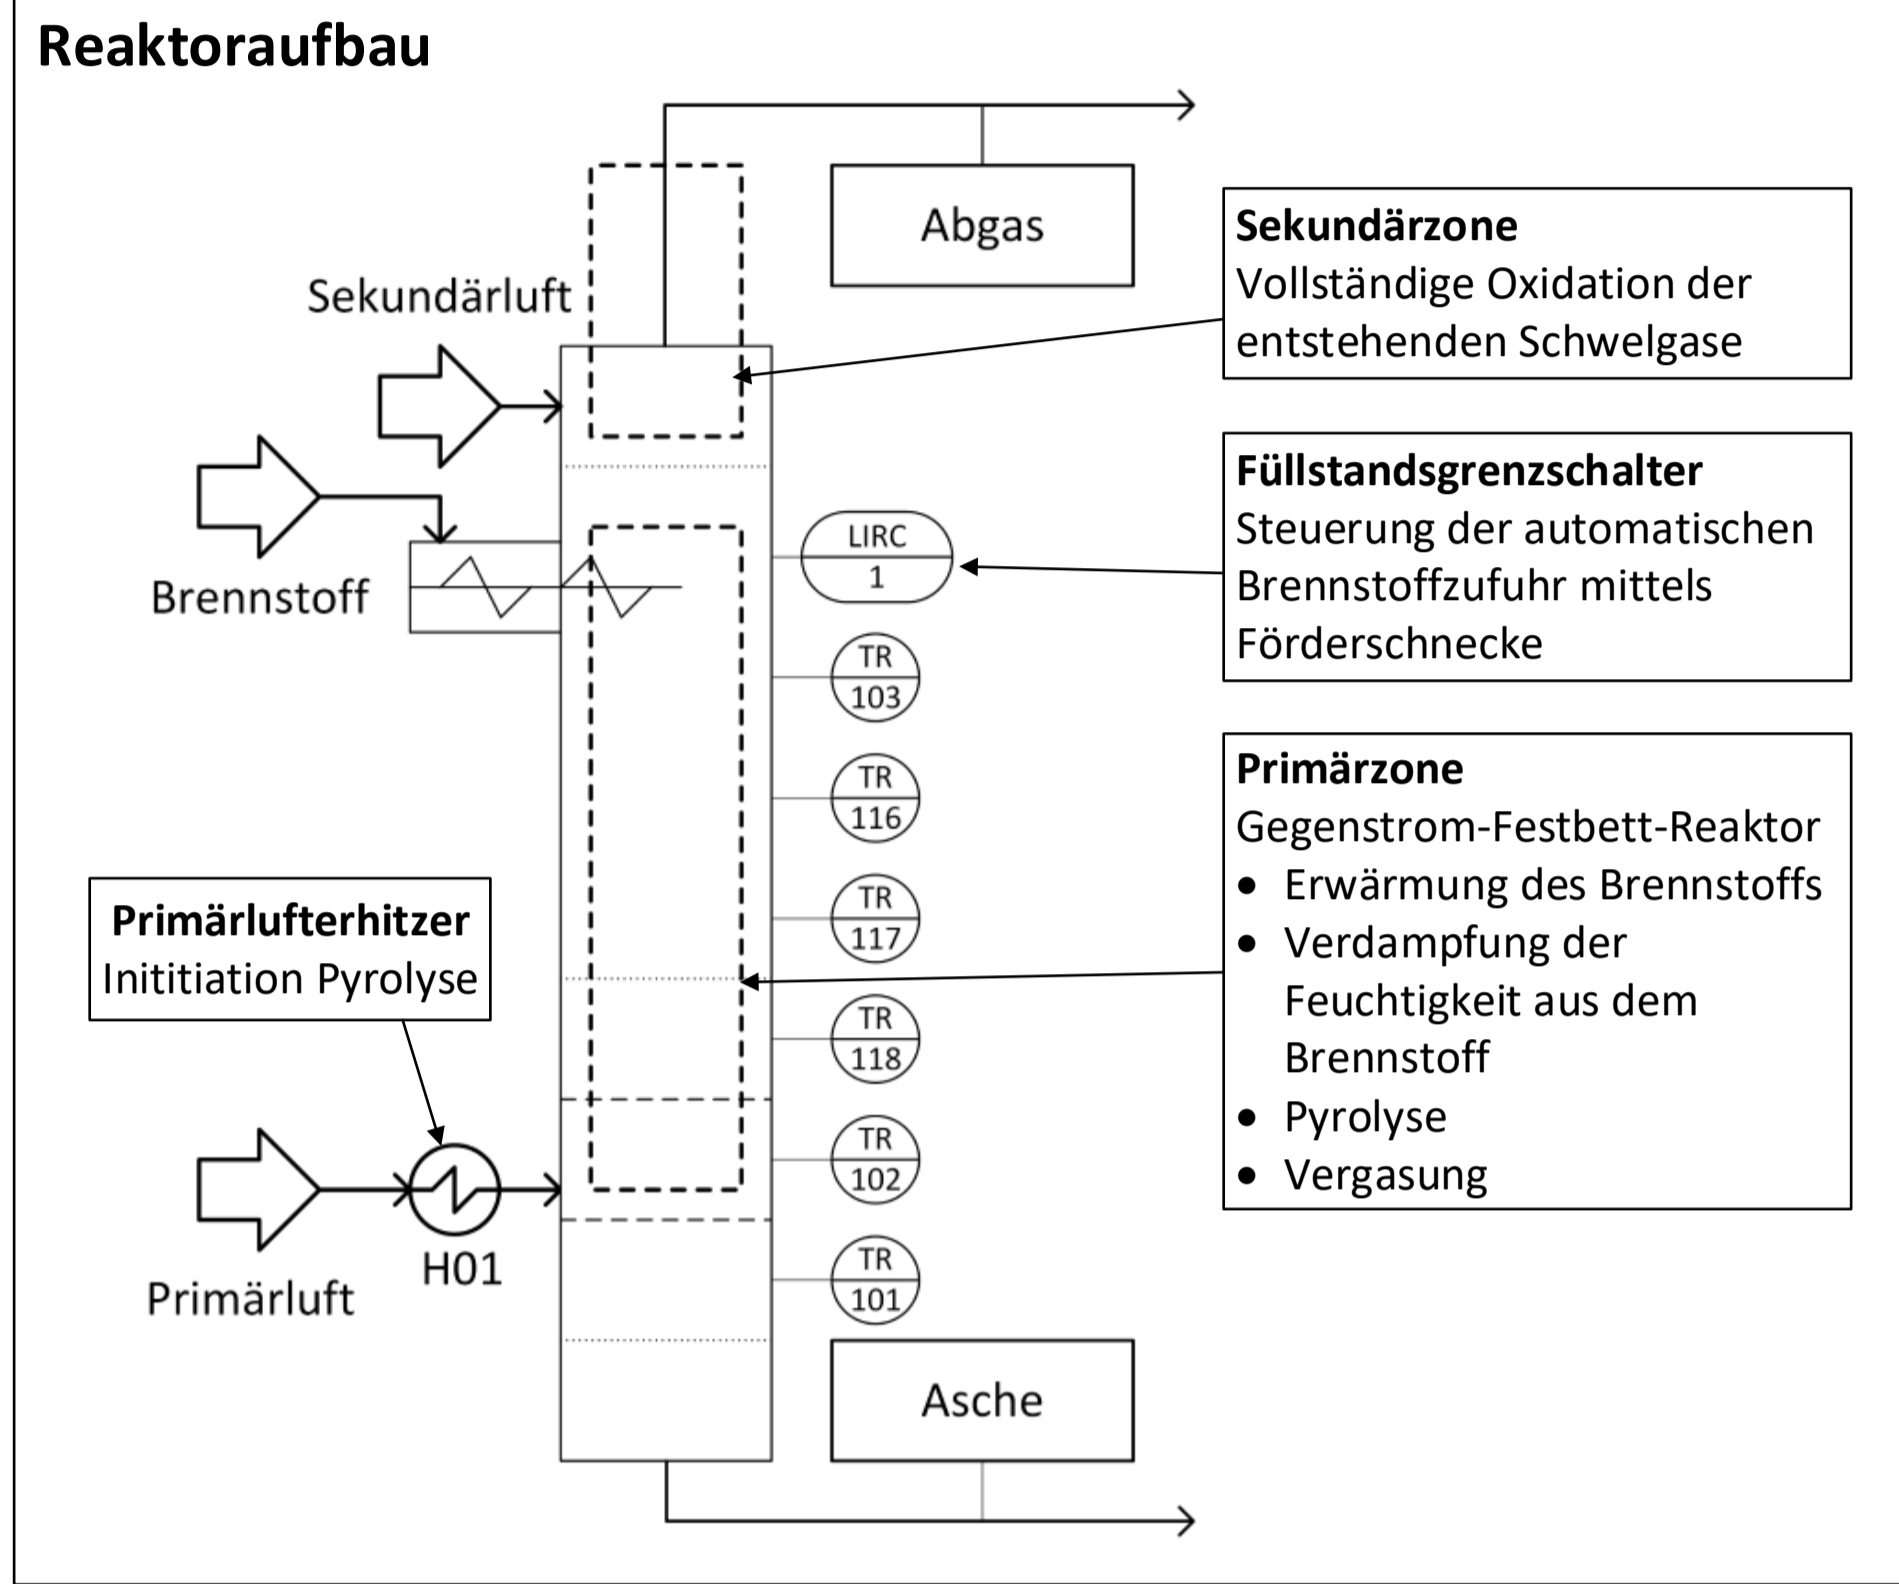 Reaktoraufbau
Abgas
Sekundärzone
Vollständige Oxidation der
entstehenden Schwelgase
Sekundärluft
Füllstandsgrenzschalter
Steuerung der automatischen
Brennstoffzufuhr mittels
Förderschnecke
LIRC
1
Brennstoff
TR
103
TR
116
Primärzone
Gegenstrom-Festbett-Reaktor
• Erwärmung des Brennstoffs
• Verdampfung der
Feuchtigkeit aus dem
Brennstoff
• Pyrolyse
• Vergasung
TR
117
Primärlufterhitzer
Inititiation Pyrolyse
TR
118
TR
102
H01
Primärluft
TR
101
Asche